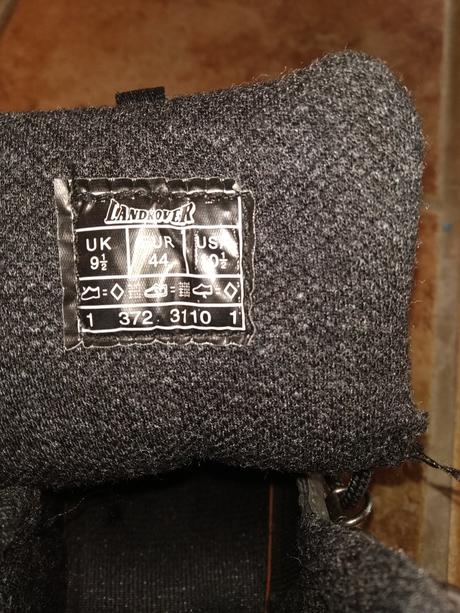 LANDROVER
UK EUR USA
9½ 44 10½
1 372 3110 1